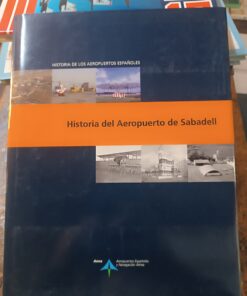 HISTORIA DE LOS AEROPUERTOS ESPAÑOLES
Historia del Aeropuerto de Sabadell
Aena
Aeropuertos Españoles
y Navegación Aérea